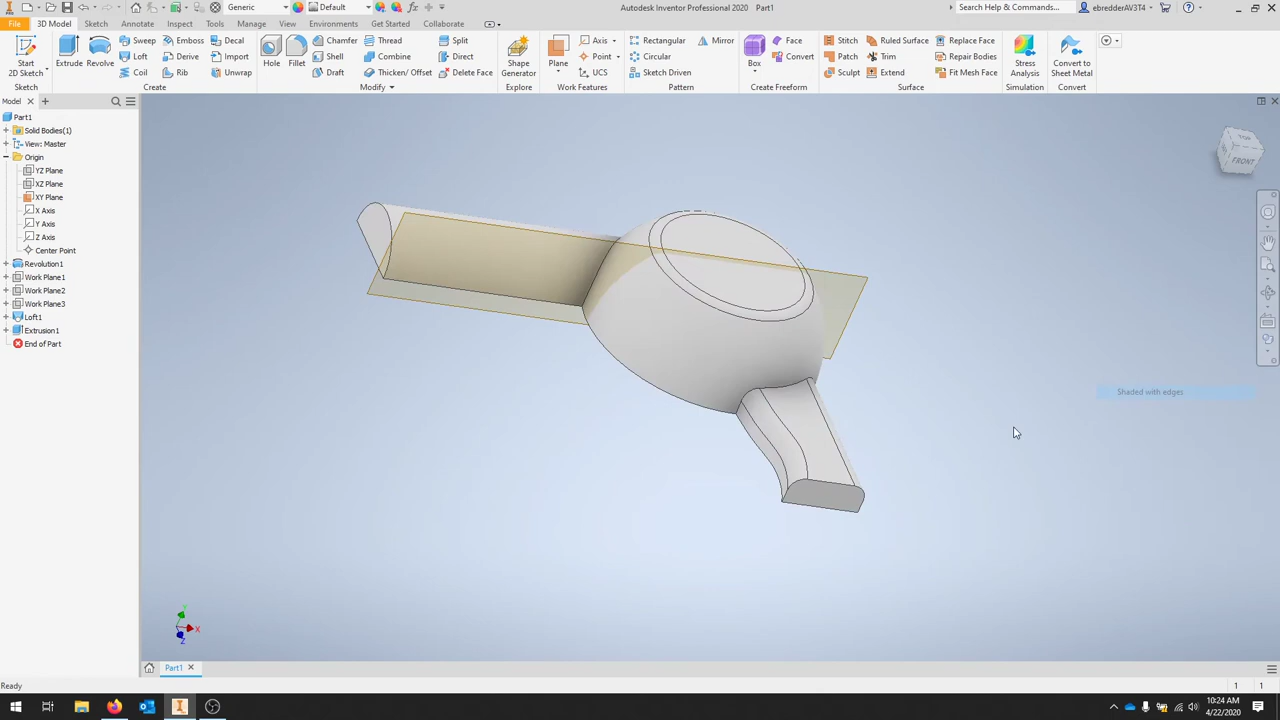 Generic
Default
Autodesk Inventor Professional 2020 Part1
Search Help & Commands...
ebredderAV3T4
File
3D Model
Sketch
Annotate
Inspect
Tools
Manage
View
Environments
Get Started
Collaborate
Start
2D Sketch
Sketch
Extrude
Revolve
Sweep
Loft
Coil
Emboss
Derive
Rib
Decal
Import
Unwrap
Create
Hole
Fillet
Chamfer
Shell
Draft
Thread
Combine
Thicken/ Offset
Split
Direct
Delete Face
Modify
Shape
Generator
Explore
Plane
Axis
Point
UCS
Work Features
Rectangular
Circular
Sketch Driven
Mirror
Pattern
Box
Face
Convert
Create Freeform
Stitch
Patch
Sculpt
Ruled Surface
Trim
Extend
Replace Face
Repair Bodies
Fit Mesh Face
Surface
Stress
Analysis
Simulation
Convert to
Sheet Metal
Convert
Model
Part1
Solid Bodies(1)
View: Master
Origin
YZ Plane
XZ Plane
XY Plane
X Axis
Y Axis
Z Axis
Center Point
Revolution1
Work Plane1
Work Plane2
Work Plane3
Loft1
Extrusion1
End of Part
TOP
FRONT
Shaded with edges
Y
X
Z
Part1
Ready
1
1
10:24 AM
4/22/2020